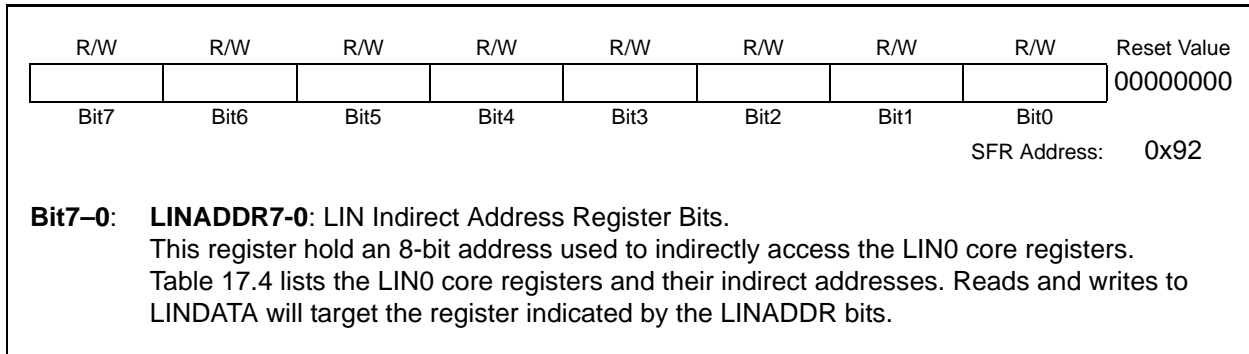 R/W R/W R/W R/W R/W R/W R/W R/W Reset Value
00000000
Bit7 Bit6 Bit5 Bit4 Bit3 Bit2 Bit1 Bit0
SFR Address: 0x92
Bit7–0: LINADDR7-0: LIN Indirect Address Register Bits.
This register hold an 8-bit address used to indirectly access the LIN0 core registers.
Table 17.4 lists the LIN0 core registers and their indirect addresses. Reads and writes to
LINDATA will target the register indicated by the LINADDR bits.